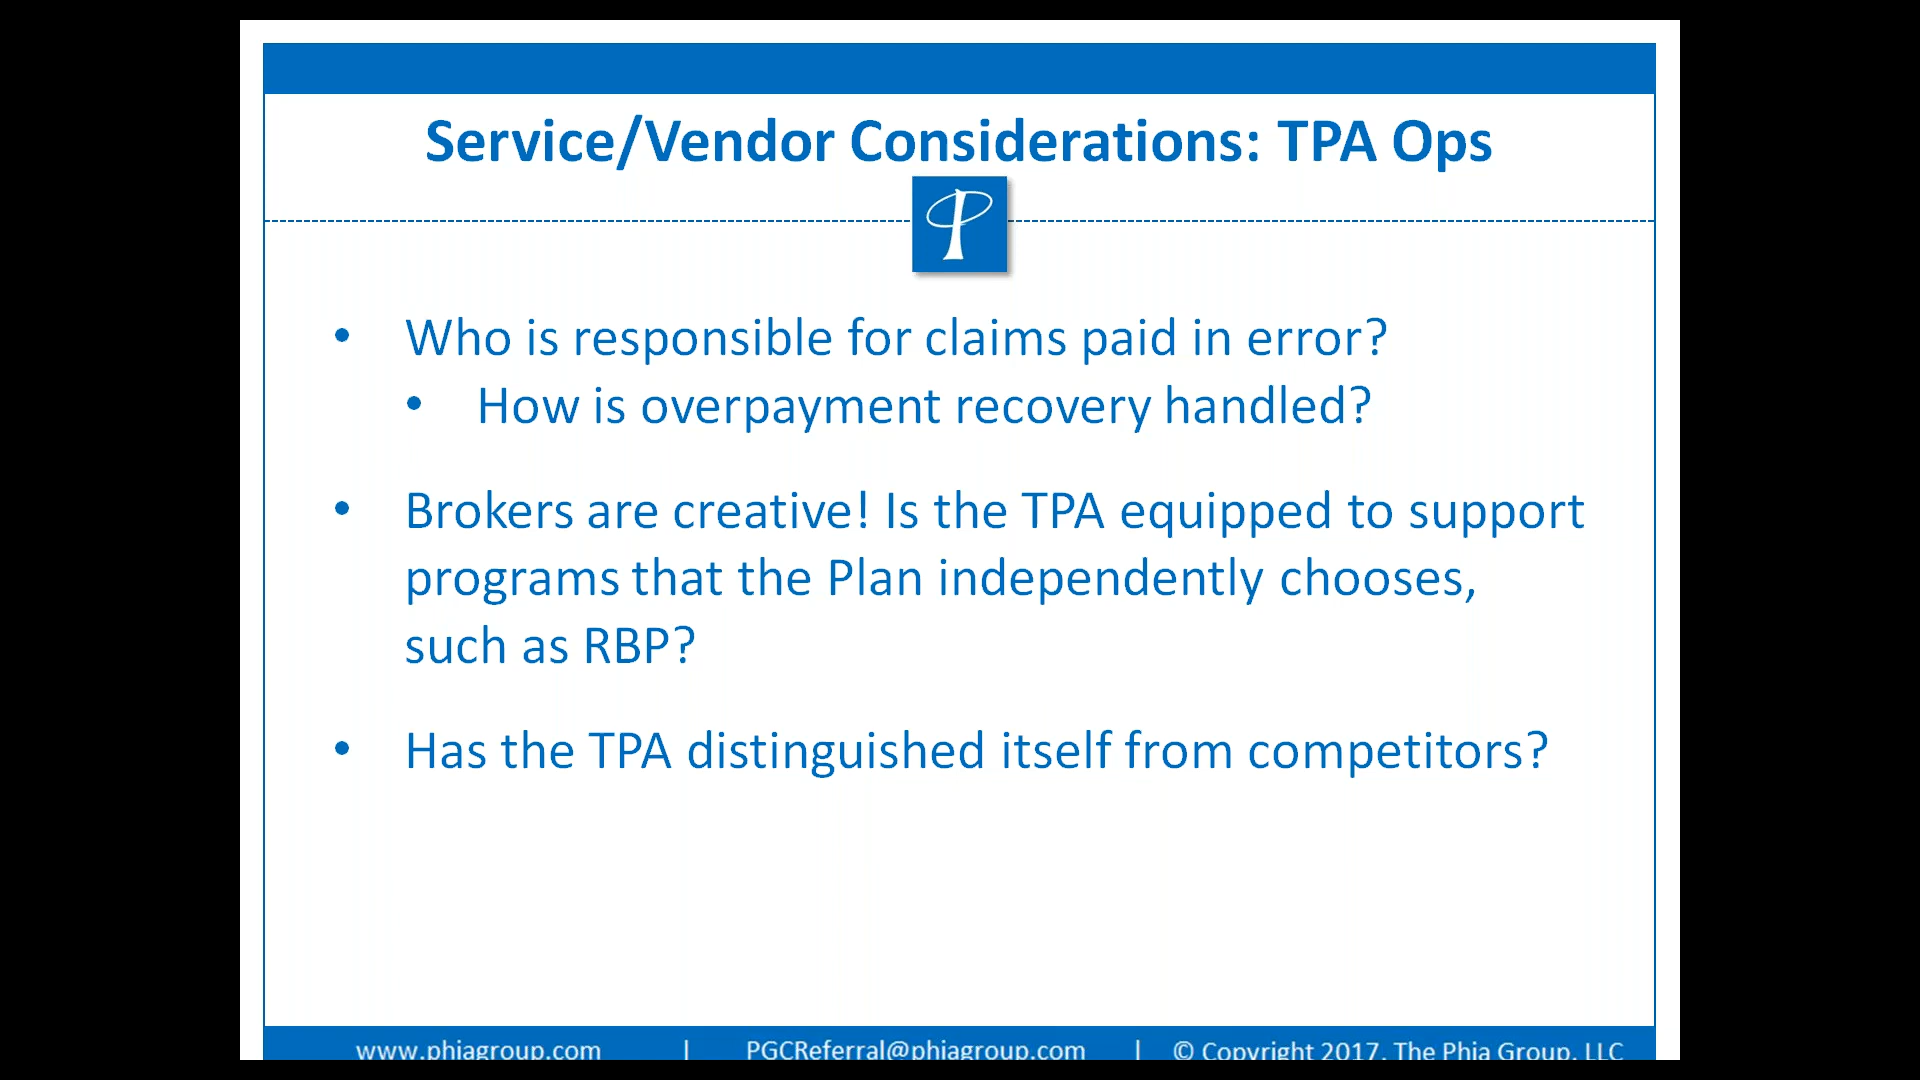 Service/Vendor Considerations: TPA Ops
P
• Who is responsible for claims paid in error?
• How is overpayment recovery handled?
• Brokers are creative! Is the TPA equipped to support
programs that the Plan independently chooses,
such as RBP?
• Has the TPA distinguished itself from competitors?
www.phiagroup.com | PGCReferral@phiagroup.com | © Copyright 2017. The Phia Group, LLC